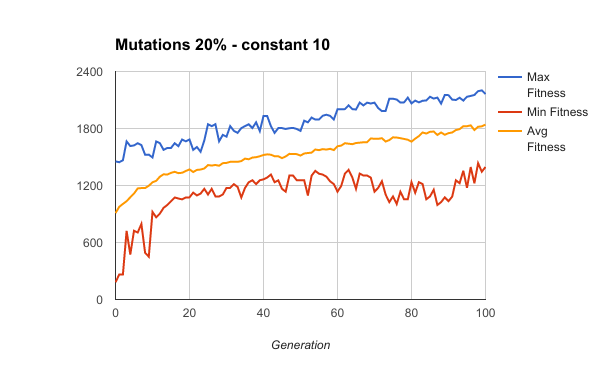 Mutations 20% - constant 10
2400
1800
1200
600
0
0 20 40 60 80 100
Generation
Max
Fitness
Min Fitness
Avg
Fitness